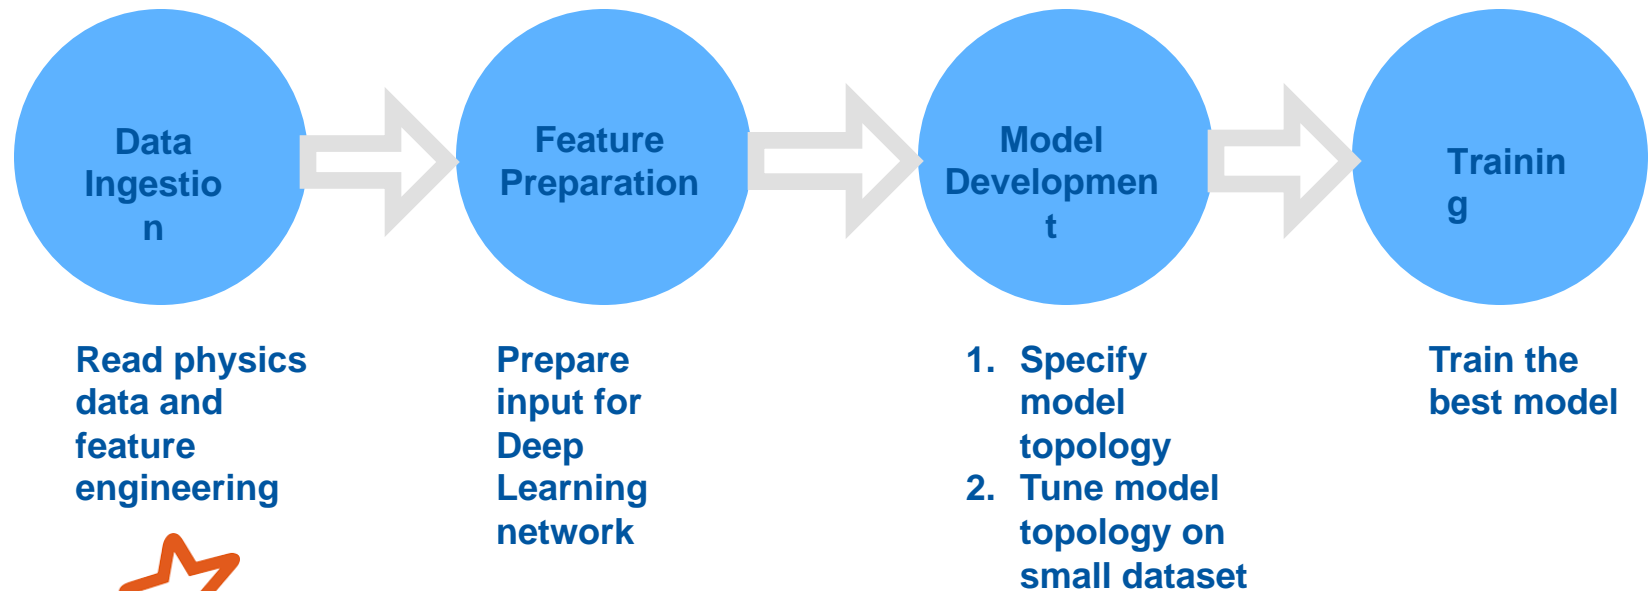 Data
Ingestio
n
Feature
Preparation
Model
Developmen
t
Trainin
g
Read physics
data and
feature
engineering
Prepare
input for
Deep
Learning
network
1. Specify
model
topology
2. Tune model
topology on
small dataset
Train the
best model